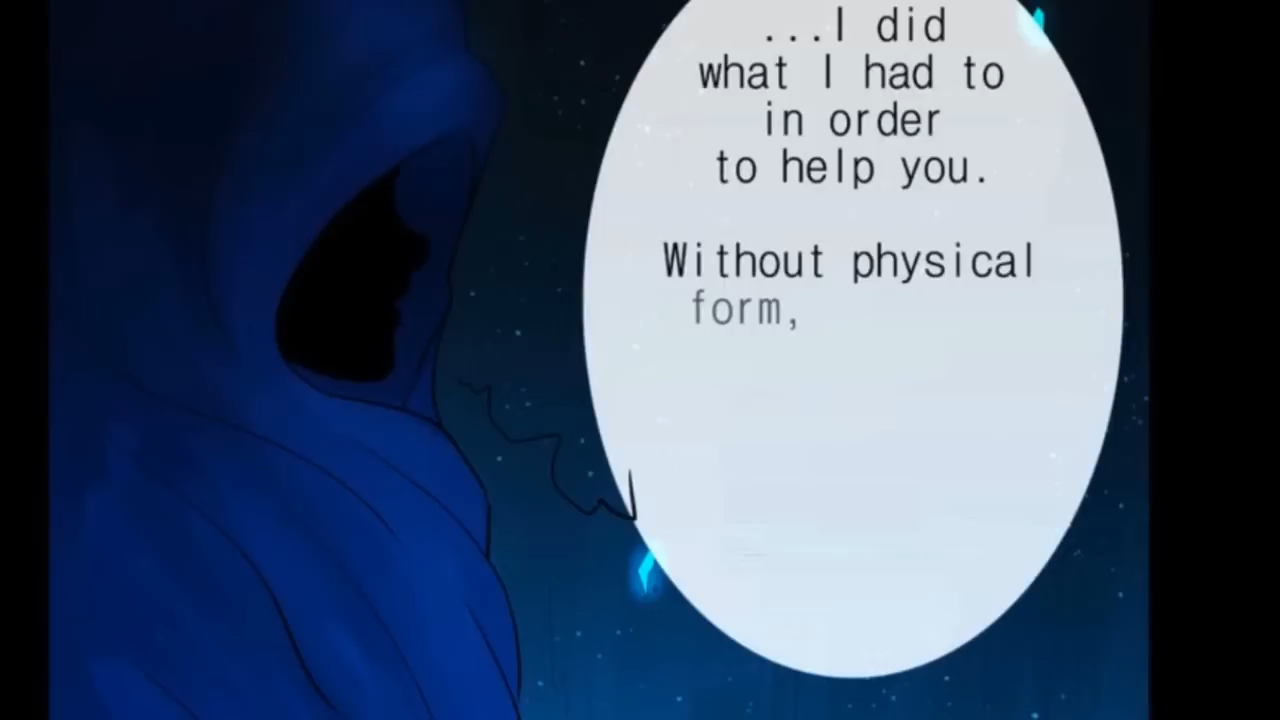 ...I did
what I had to
in order
to help you.
Without physical
form,